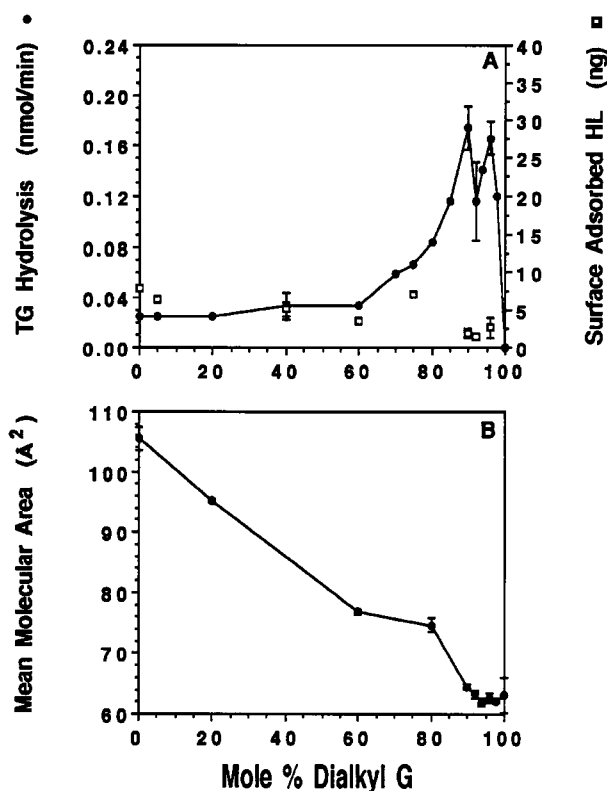 TG Hydrolysis (nmol/min) ●
Surface Adsorbed HL (ng)
A
0.24
0.20
0.16
0.12
0.08
0.04
0.00
40
35
30
25
20
15
10
5
0
0 20 40 60 80 100
Mean Molecular Area (Å²)
B
110
100
90
80
70
60
0 20 40 60 80 100
Mole % Dialkyl G